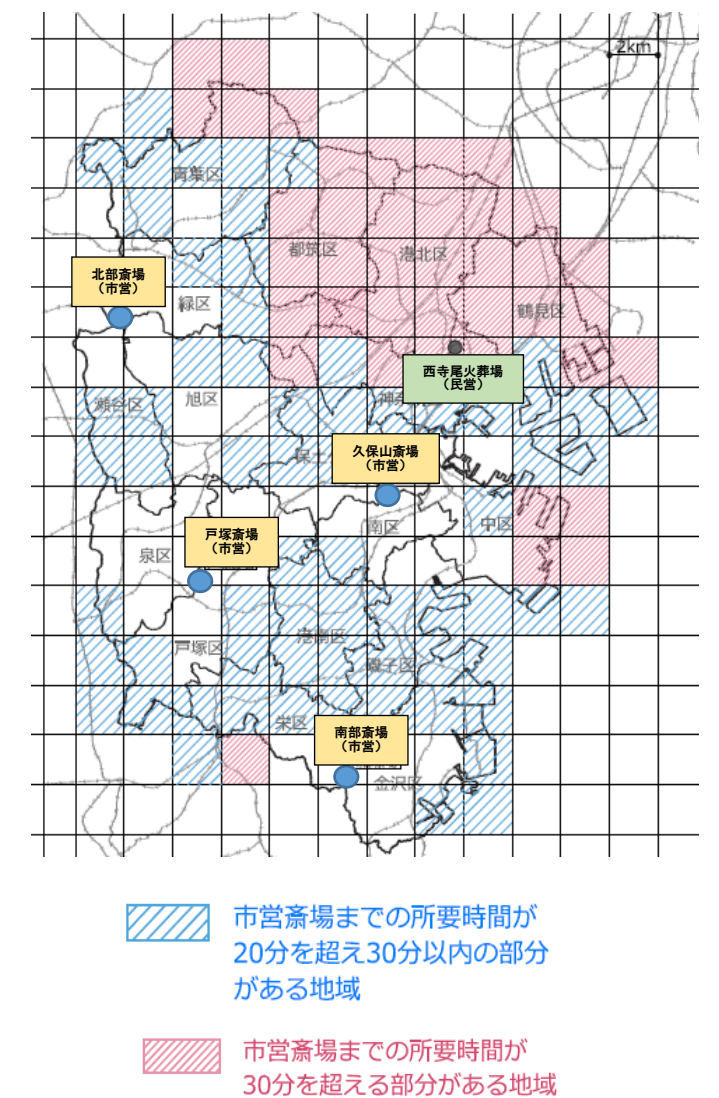 2km
青葉区
都筑区
港北区
北部斎場
（市営）
緑区
鶴見区
西寺尾火葬場
（民営）
瀬谷区
旭区
神奈
保土
久保山斎場
（市営）
南区
中区
戸塚斎場
（市営）
泉区
港南区
戸塚区
磯子区
栄区
南部斎場
（市営）
金沢区
市営斎場までの所要時間が
20分を超え30分以内の部分
がある地域
市営斎場までの所要時間が
30分を超える部分がある地域